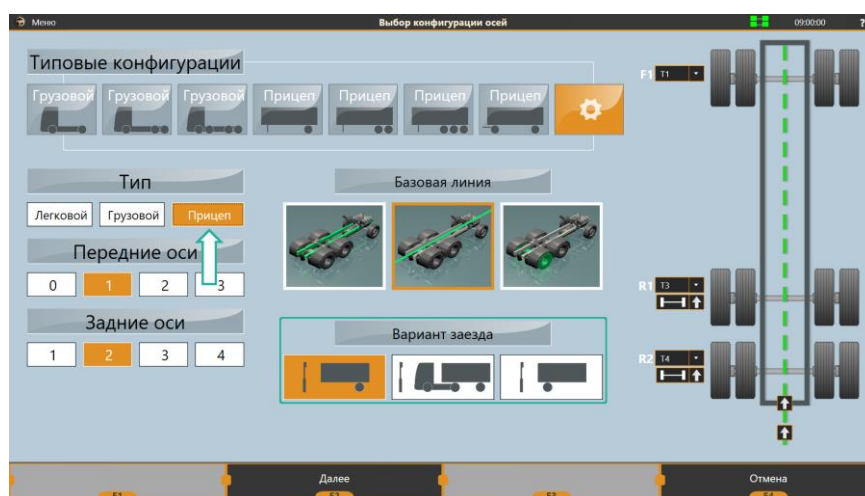 Меню
Выбор конфигурации осей
09:00:00
?
Типовые конфигурации
Грузовой Грузовой Грузовой Прицеп Прицеп Прицеп Прицеп
F1 T1
Тип
Базовая линия
Легковой Грузовой Прицеп
Передние оси
0 1 2 3
R1 T3
Задние оси
Вариант заезда
1 2 3 4
R2 T4
Далее
Отмена
F1 F2 F3 F4